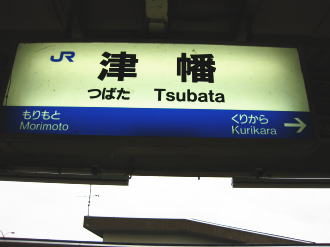 JR 津幡
つばた Tsubata
もりもと くりから
Morimoto Kurikara →